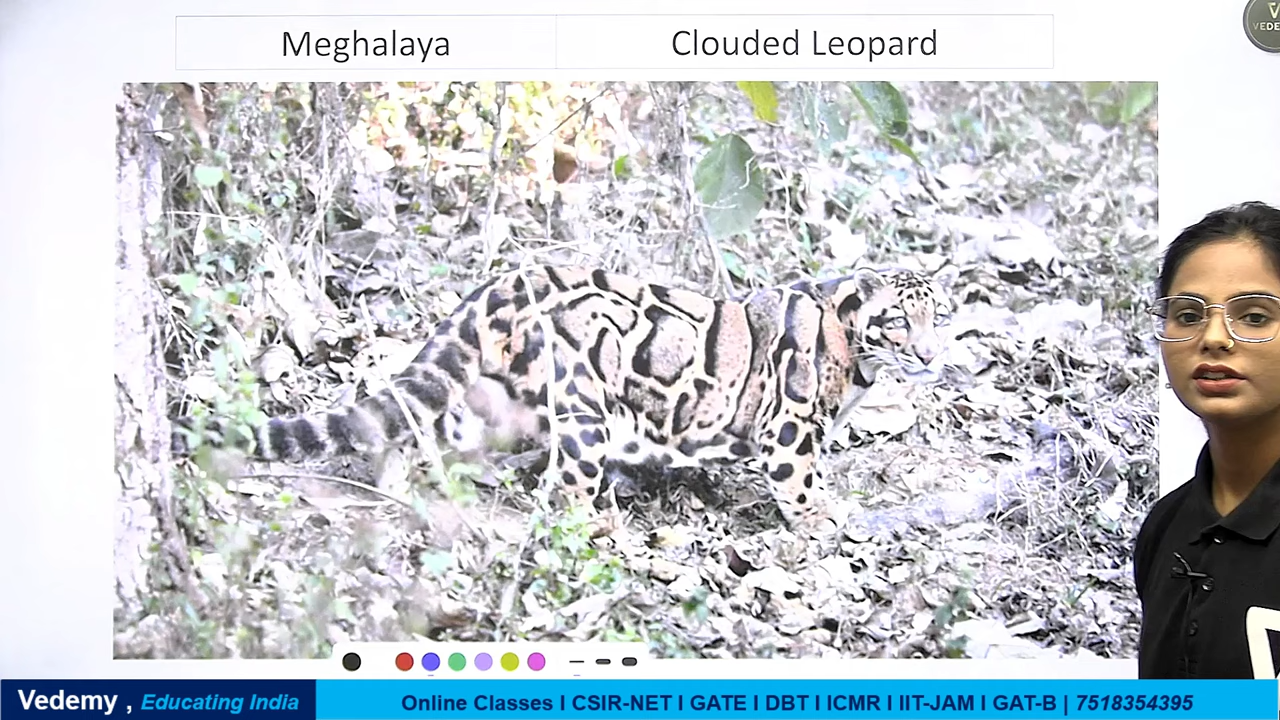 Meghalaya
Clouded Leopard
Vedemy , Educating India
Online Classes I CSIR-NET I GATE I DBT I ICMR I IIT-JAM I GAT-B | 7518354395